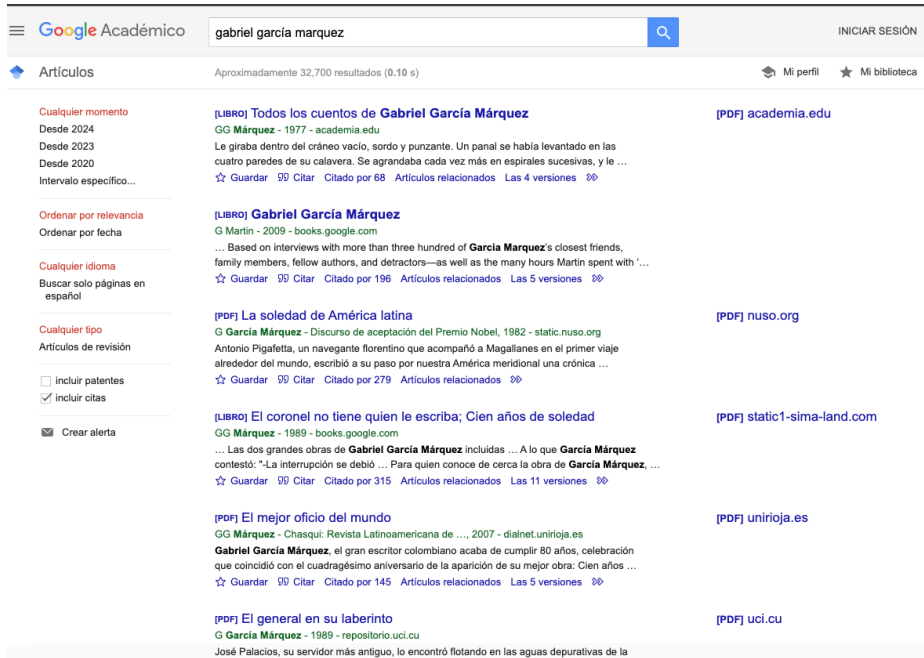 Google Académico
gabriel garcía marquez
INICIAR SESIÓN
Artículos
Aproximadamente 32,700 resultados (0.10 s)
Mi perfil
Mi biblioteca
Cualquier momento
Desde 2024
Desde 2023
Desde 2020
Intervalo específico...
Ordenar por relevancia
Ordenar por fecha
Cualquier idioma
Buscar solo páginas en
español
Cualquier tipo
Artículos de revisión
incluir patentes
incluir citas
Crear alerta
[LIBRO] Todos los cuentos de Gabriel García Márquez
[PDF] academia.edu
GG Márquez - 1977 - academia.edu
Le giraba dentro del cráneo vacío, sordo y punzante. Un panal se había levantado en las
cuatro paredes de su calavera. Se agrandaba cada vez más en espirales sucesivas, y le …
Guardar Citar Citado por 68 Artículos relacionados Las 4 versiones
[LIBRO] Gabriel García Márquez
G Martin - 2009 - books.google.com
… Based on interviews with more than three hundred of Garcia Marquez's closest friends,
family members, fellow authors, and detractors—as well as the many hours Martin spent with '…
Guardar Citar Citado por 196 Artículos relacionados Las 5 versiones
[PDF] La soledad de América latina
[PDF] nuso.org
G García Márquez - Discurso de aceptación del Premio Nobel, 1982 - static.nuso.org
Antonio Pigafetta, un navegante florentino que acompañó a Magallanes en el primer viaje
alrededor del mundo, escribió a su paso por nuestra América meridional una crónica …
Guardar Citar Citado por 279 Artículos relacionados
[LIBRO] El coronel no tiene quien le escriba; Cien años de soledad
[PDF] static1-sima-land.com
GG Márquez - 1989 - books.google.com
… Las dos grandes obras de Gabriel García Márquez incluidas … A lo que García Márquez
contestó: "-La interrupción se debió … Para quien conoce de cerca la obra de García Márquez, …
Guardar Citar Citado por 315 Artículos relacionados Las 11 versiones
[PDF] El mejor oficio del mundo
[PDF] unirioja.es
GG Márquez - Chasqui: Revista Latinoamericana de …, 2007 - dialnet.unirioja.es
Gabriel García Márquez, el gran escritor colombiano acaba de cumplir 80 años, celebración
que coincidió con el cuadragésimo aniversario de la aparición de su mejor obra: Cien años …
Guardar Citar Citado por 145 Artículos relacionados Las 5 versiones
[PDF] El general en su laberinto
[PDF] uci.cu
G García Márquez - 1989 - repositorio.uci.cu
José Palacios, su servidor más antiguo, lo encontró flotando en las aguas depurativas de la